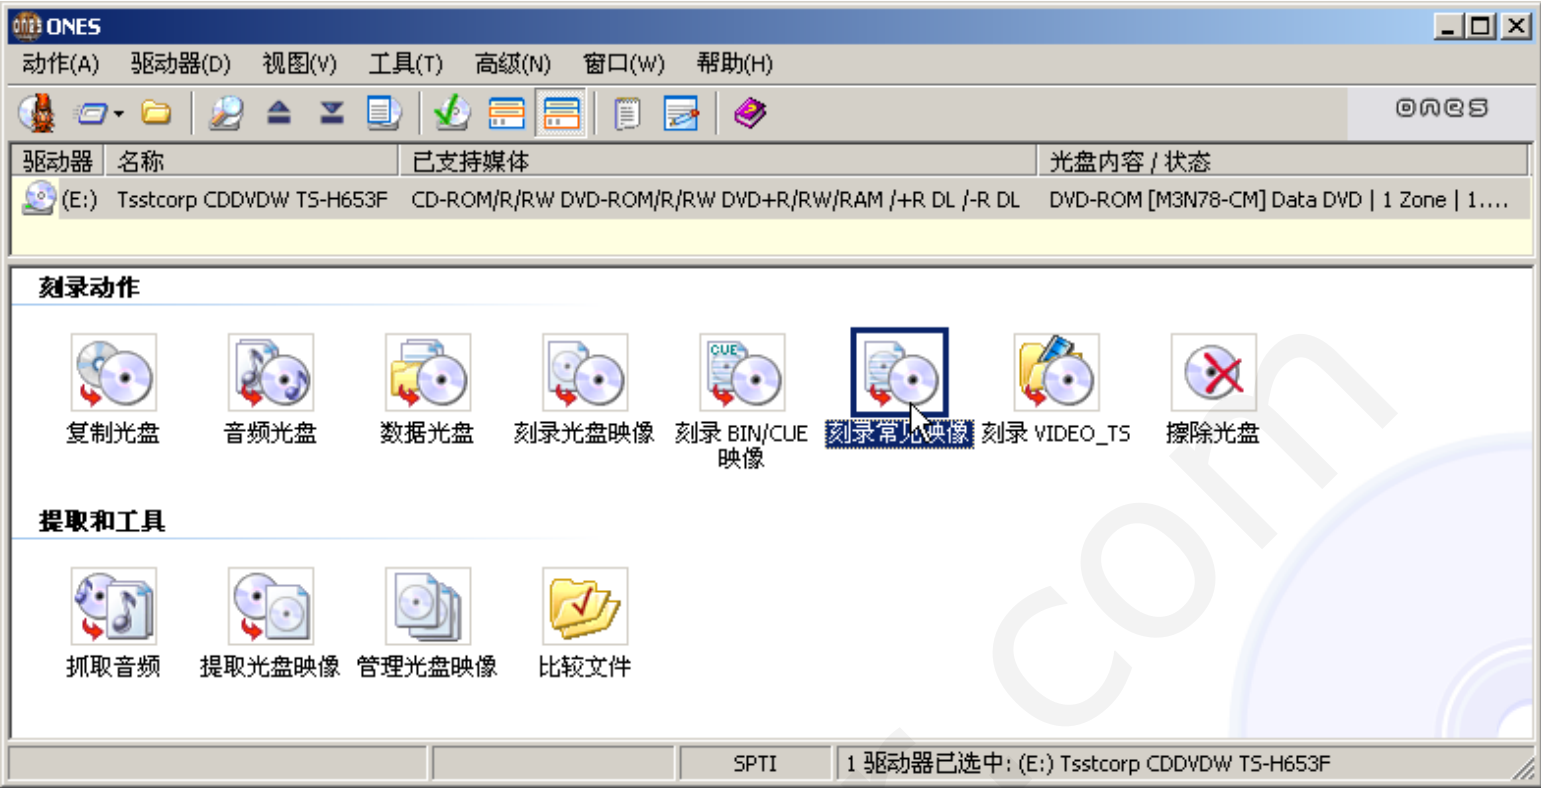 ONES
动作(A) 驱动器(D) 视图(V) 工具(T) 高级(N) 窗口(W) 帮助(H)
ones
驱动器 名称 已支持媒体 光盘内容 / 状态
(E:) Tsstcorp CDDVDW TS-H653F CD-ROM/R/RW DVD-ROM/R/RW DVD+R/RW/RAM /+R DL /-R DL DVD-ROM [M3N78-CM] Data DVD | 1 Zone | 1....
刻录动作
CUE
复制光盘 音频光盘 数据光盘 刻录光盘映像 刻录 BIN/CUE 刻录常见映像 刻录 VIDEO_TS 擦除光盘
映像
提取和工具
抓取音频 提取光盘映像 管理光盘映像 比较文件
SPTI 1 驱动器已选中: (E:) Tsstcorp CDDVDW TS-H653F
com